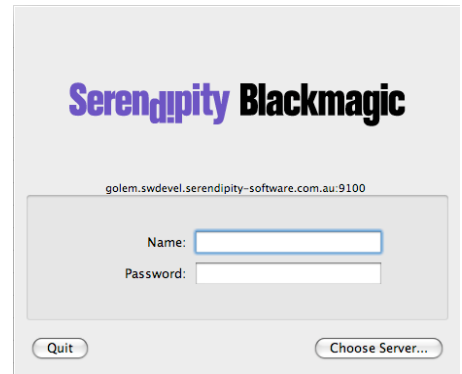 Serendipity Blackmagic
golem.swdevel.serendipity-software.com.au:9100
Name:
Password:
Quit
Choose Server...